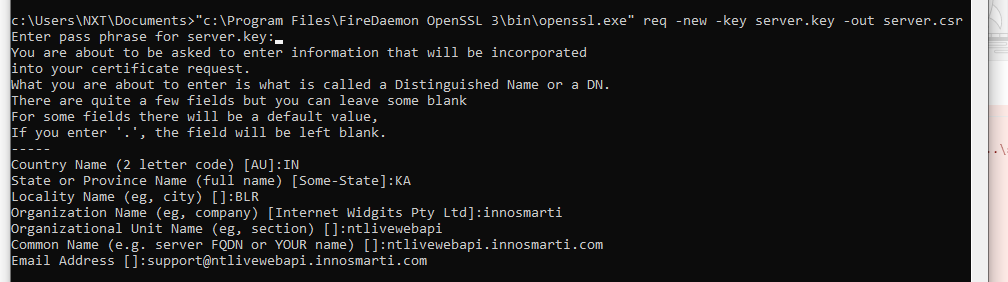 c:\Users\NXT\Documents>"c:\Program Files\FireDaemon OpenSSL 3\bin\openssl.exe" req -new -key server.key -out server.csr
Enter pass phrase for server.key:
You are about to be asked to enter information that will be incorporated
into your certificate request.
What you are about to enter is what is called a Distinguished Name or a DN.
There are quite a few fields but you can leave some blank
For some fields there will be a default value,
If you enter '.', the field will be left blank.
-----
Country Name (2 letter code) [AU]:IN
State or Province Name (full name) [Some-State]:KA
Locality Name (eg, city) []:BLR
Organization Name (eg, company) [Internet Widgits Pty Ltd]:innosmarti
Organizational Unit Name (eg, section) []:ntlivewebapi
Common Name (e.g. server FQDN or YOUR name) []:ntlivewebapi.innosmarti.com
Email Address []:support@ntlivewebapi.innosmarti.com